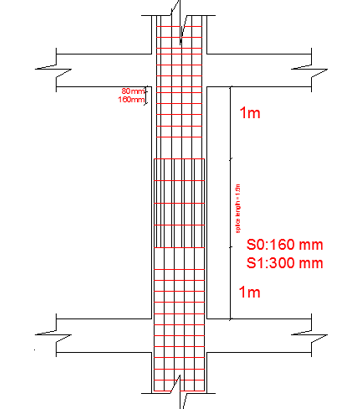 80mm
160mm
1m
splice length = 1.0m
S0:160 mm
S1:300 mm
1m